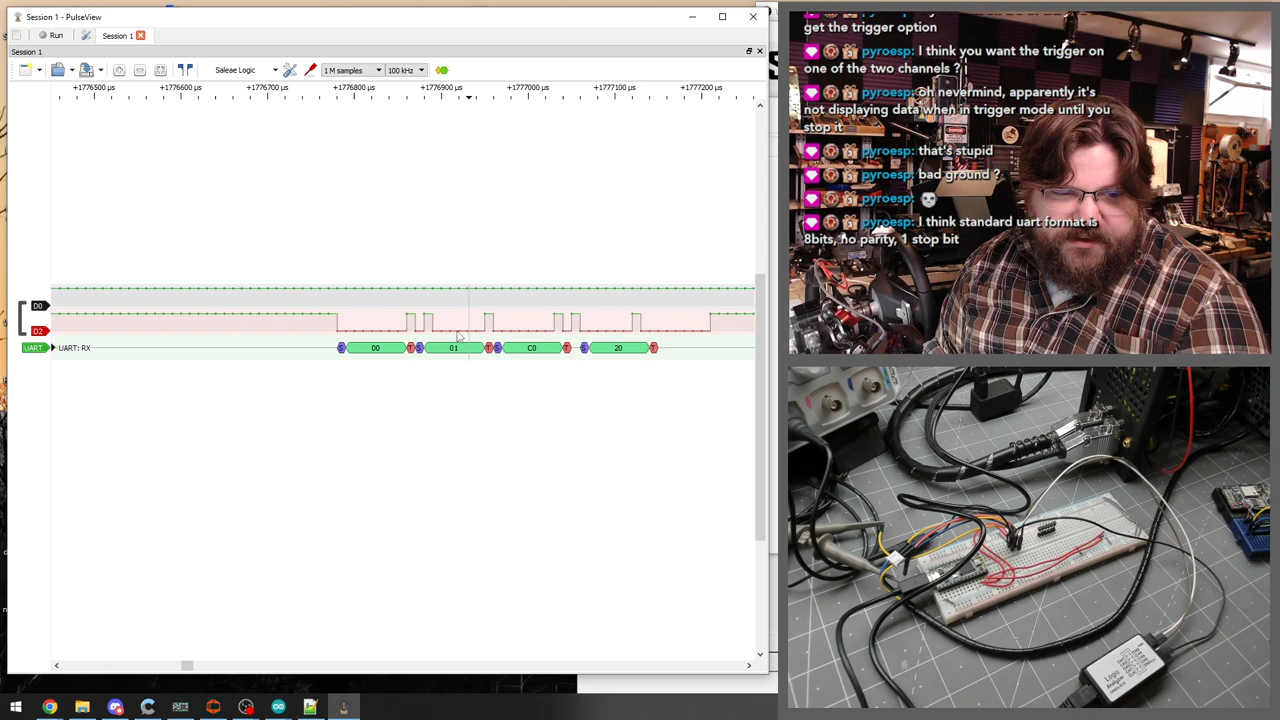 Session 1 - PulseView
Run
Session 1
Session 1
Saleae Logic
1 M samples
100 kHz
+1776500 µs
+1776600 µs
+1776700 µs
+1776800 µs
+1776900 µs
+1777000 µs
+1777100 µs
+1777200 µs
D0
D2
UART
UART: RX
S
00
T
S
01
T
S
C0
T
S
20
T
get the trigger option
pyroesp: I think you want the trigger on
one of the two channels ?
pyroesp: oh nevermind, apparently it's
not displaying data when in trigger mode until you
stop it
pyroesp: that's stupid
pyroesp: bad ground ?
pyroesp: 💀
pyroesp: I think standard uart format is
8bits, no parity, 1 stop bit
DANGER
Logic
Analyzer